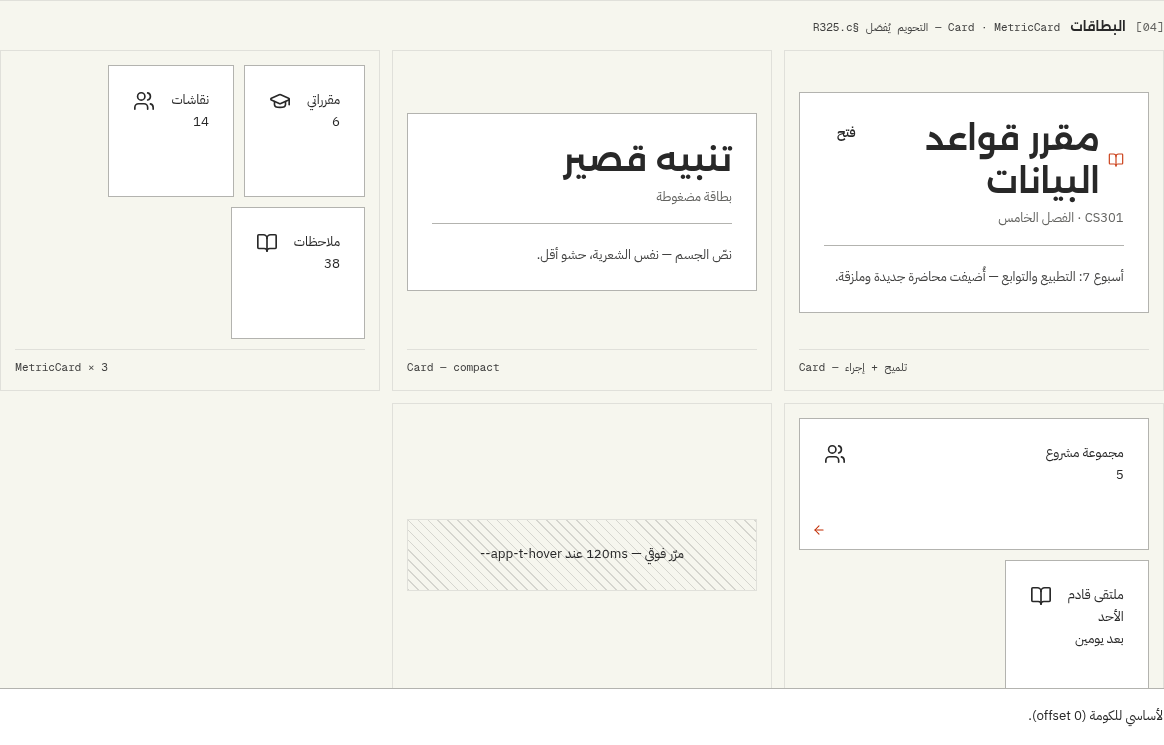 [04] البطاقات Card · MetricCard — التحويم يُفضل §R325.c
مقرر قواعد
البيانات
فتح
CS301 · الفصل الخامس
أسبوع 7: التطبيع والتوابع — أُضيفت محاضرة جديدة وملزقة.
Card — تلميح + إجراء
تنبيه قصير
بطاقة مضغوطة
نصّ الجسم — نفس الشعرية، حشو أقل.
Card — compact
مقرراتي
6
نقاشات
14
ملاحظات
38
MetricCard × 3
مجموعة مشروع
5
ملتقى قادم
الأحد
بعد يومين
مرّر فوقي — 120ms عند app-t-hover--
لأساسي للكومة (offset 0).